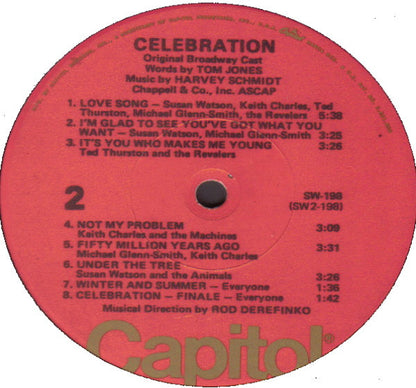 CELEBRATION
Original Broadway Cast
Words by TOM JONES
Music by HARVEY SCHMIDT
Chappell & Co., Inc. ASCAP
1. LOVE SONG – Susan Watson, Keith Charles, Ted
Thurston, Michael Glenn-Smith, the Revelers 5:38
2. I'M GLAD TO SEE YOU'VE GOT WHAT YOU
WANT – Susan Watson, Michael Glenn-Smith 3:25
3. IT'S YOU WHO MAKES ME YOUNG 3:26
Ted Thurston and the Revelers
2
SW-198
(SW2-198)
4. NOT MY PROBLEM 3:09
Keith Charles and the Machines
5. FIFTY MILLION YEARS AGO 3:31
Michael Glenn-Smith, Keith Charles
6. UNDER THE TREE
Susan Watson and the Animals 3:26
7. WINTER AND SUMMER – Everyone 1:36
8. CELEBRATION – FINALE – Everyone 1:42
Musical Direction by ROD DEREFINKO
Capitol®